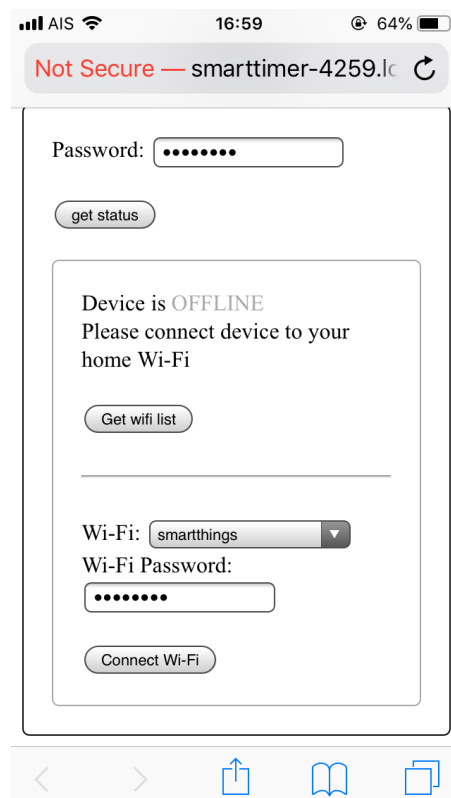 AIS 16:59 64%
Not Secure — smarttimer-4259.lc
Password: ••••••••
get status
Device is OFFLINE
Please connect device to your
home Wi-Fi
Get wifi list
Wi-Fi: smartthings
Wi-Fi Password:
••••••••
Connect Wi-Fi